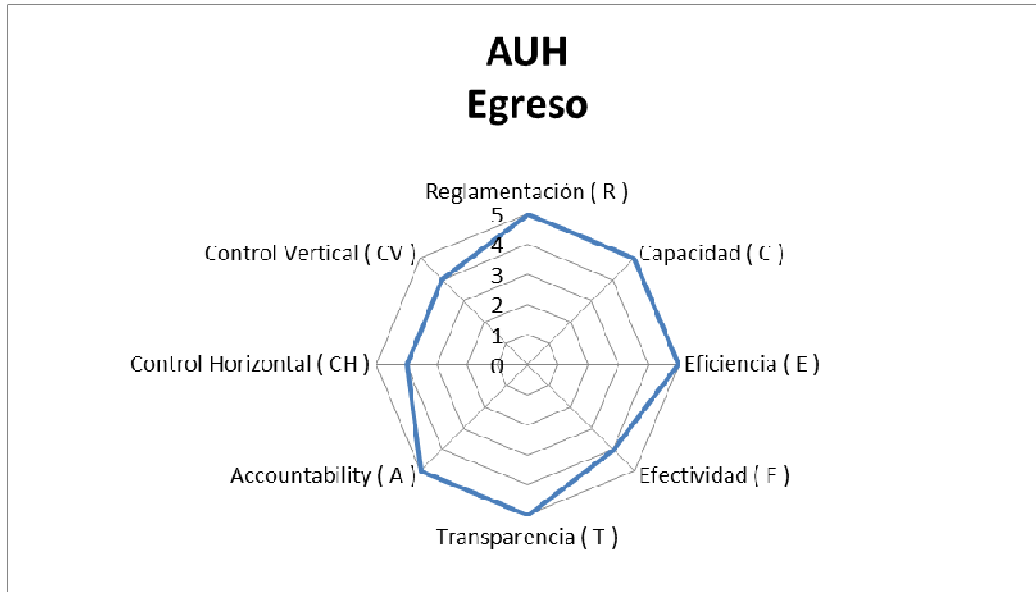 AUH
Egreso
Reglamentación ( R )
5
Control Vertical ( CV )
4
Capacidad ( C )
3
2
1
Control Horizontal ( CH )
0
Eficiencia ( E )
Accountability ( A )
Efectividad ( F )
Transparencia ( T )